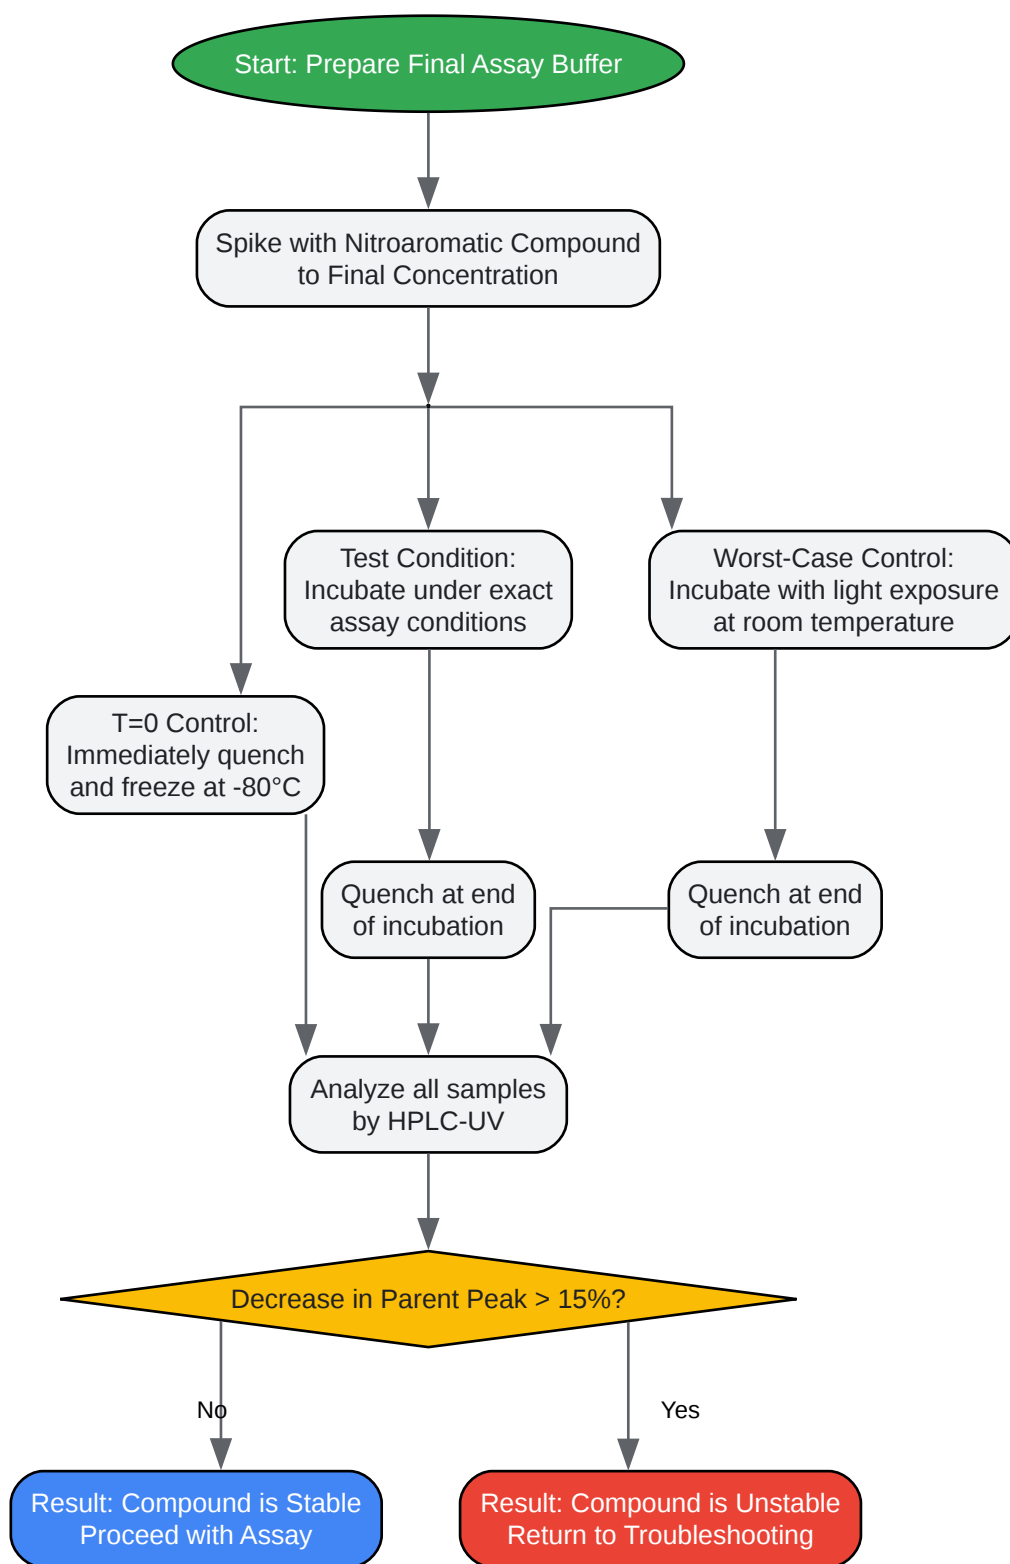 Start: Prepare Final Assay Buffer
Spike with Nitroaromatic Compound
to Final Concentration
Test Condition:
Incubate under exact
assay conditions
Worst-Case Control:
Incubate with light exposure
at room temperature
T=0 Control:
Immediately quench
and freeze at -80°C
Quench at end
of incubation
Quench at end
of incubation
Analyze all samples
by HPLC-UV
Decrease in Parent Peak > 15%?
No
Yes
Result: Compound is Stable
Proceed with Assay
Result: Compound is Unstable
Return to Troubleshooting